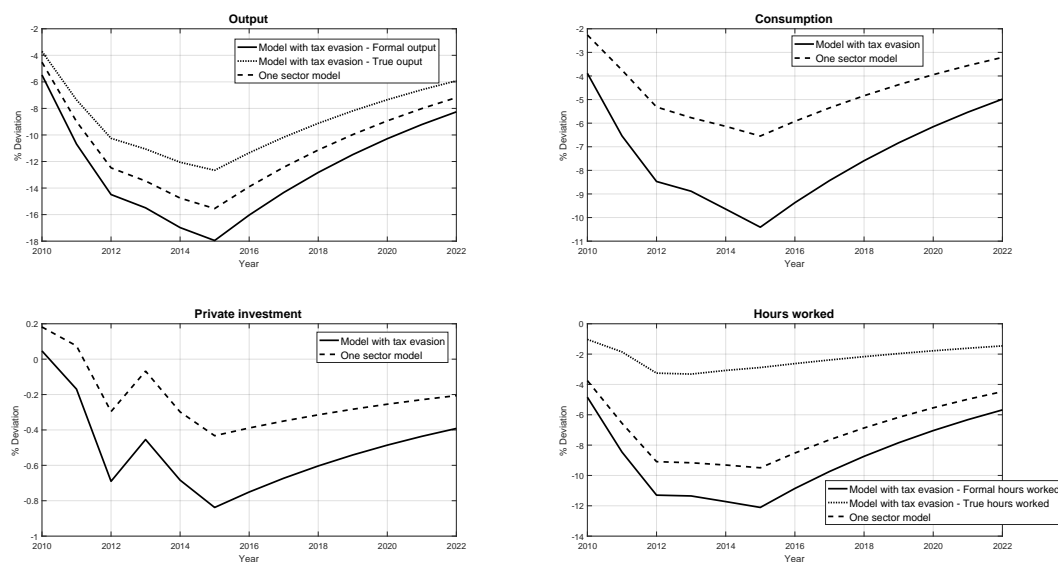 Output
-2
-4
-6
-8
-10
-12
-14
-16
-18
% Deviation
Model with tax evasion - Formal output
Model with tax evasion - True ouput
One sector model
2010 2012 2014 2016 2018 2020 2022
Year
Consumption
-2
-3
-4
-5
-6
-7
-8
-9
-10
-11
% Deviation
Model with tax evasion
One sector model
2010 2012 2014 2016 2018 2020 2022
Year
Private investment
0.2
0
-0.2
-0.4
-0.6
-0.8
-1
% Deviation
Model with tax evasion
One sector model
2010 2012 2014 2016 2018 2020 2022
Year
Hours worked
0
-2
-4
-6
-8
-10
-12
-14
% Deviation
Model with tax evasion - Formal hours worked
Model with tax evasion - True hours worked
One sector model
2010 2012 2014 2016 2018 2020 2022
Year